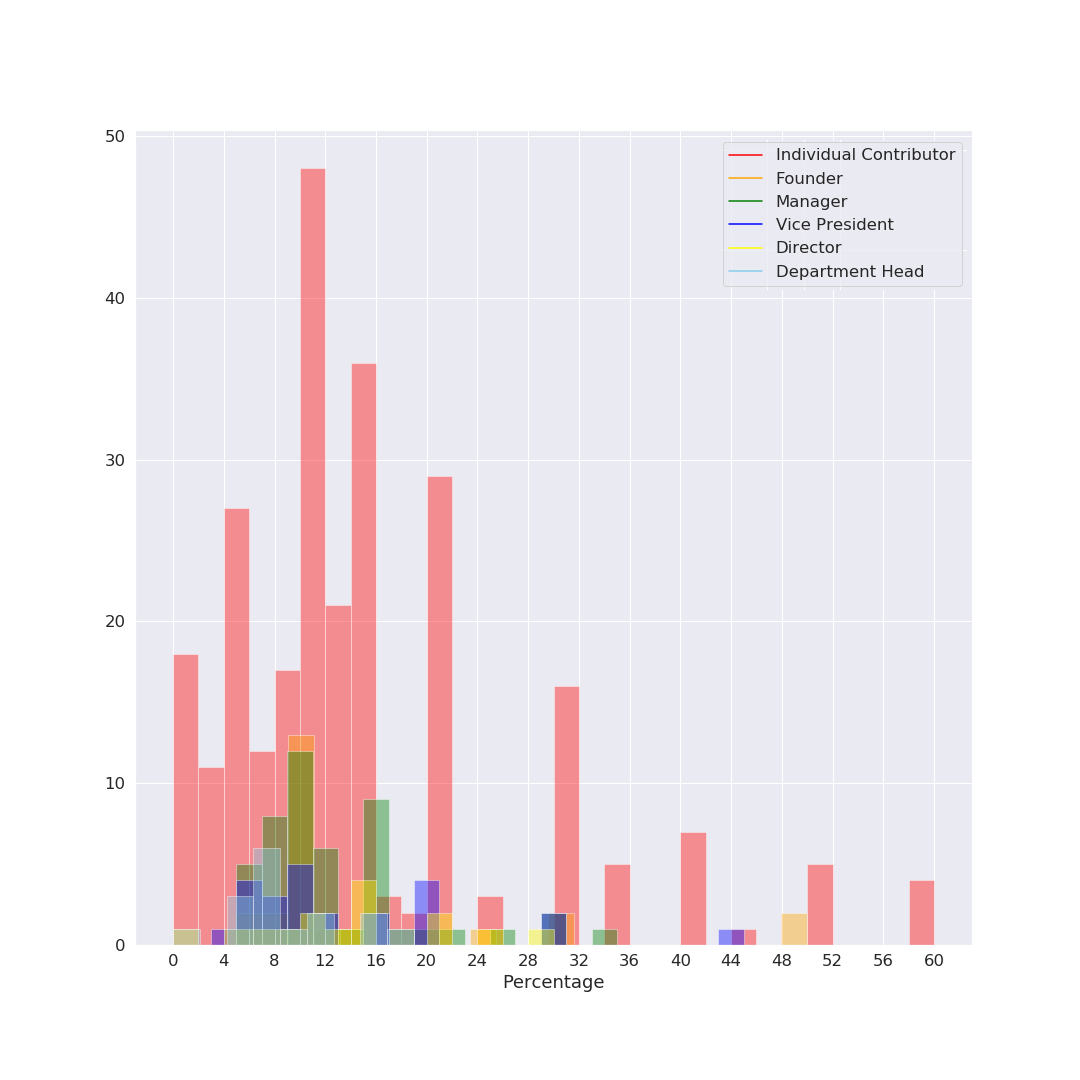 50
40
30
20
10
0
Individual Contributor
Founder
Manager
Vice President
Director
Department Head
0 4 8 12 16 20 24 28 32 36 40 44 48 52 56 60
Percentage